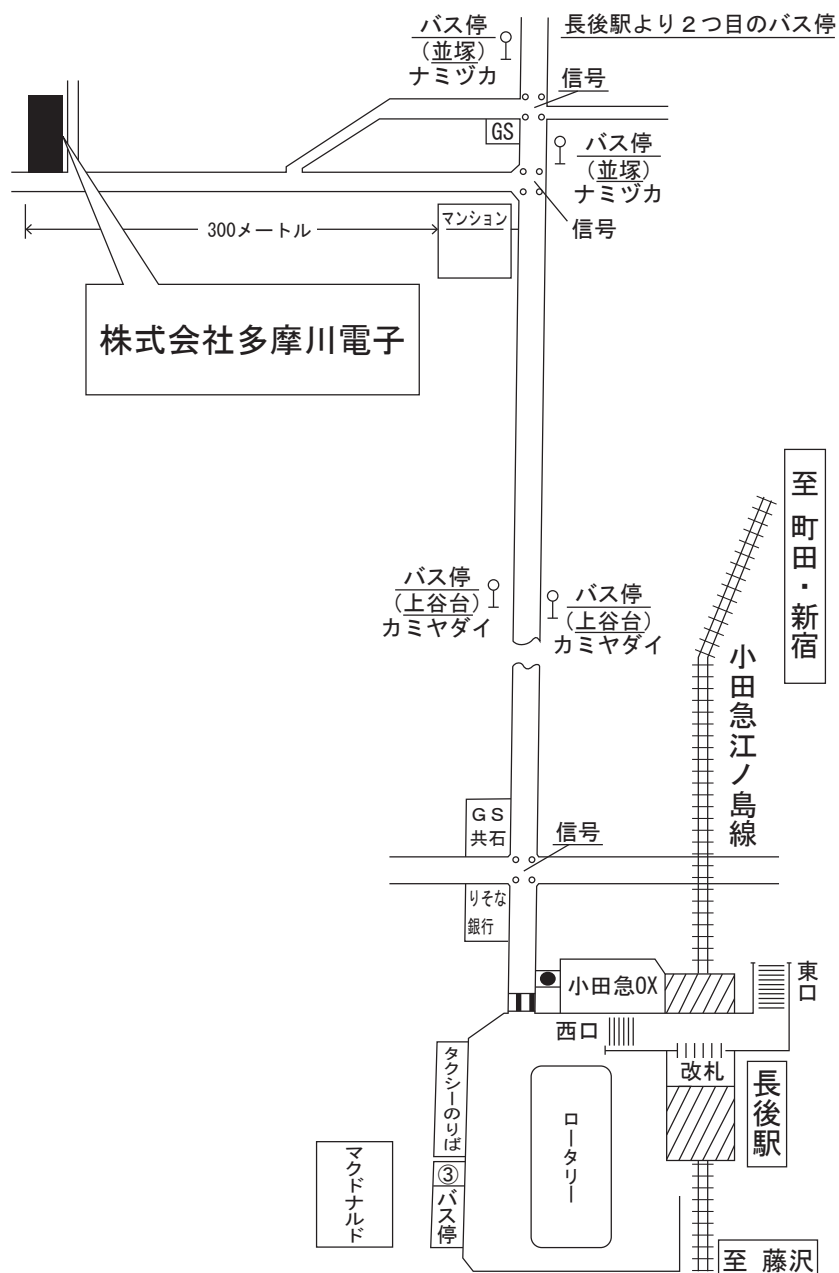 バス停
(並塚)
ナミヅカ
長後駅より２つ目のバス停
信号
GS
バス停
(並塚)
ナミヅカ
信号
マンション
300メートル
株式会社多摩川電子
至 町田・新宿
バス停
(上谷台)
カミヤダイ
バス停
(上谷台)
カミヤダイ
小田急江ノ島線
ＧＳ
共石
信号
りそな
銀行
小田急OX
東口
西口
改札
長後駅
タクシーのりば
ロータリー
マクドナルド
③
バス停
至 藤沢